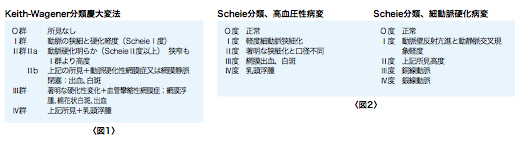 Keith-Wagener分類慶大変法
O群 所見なし
I群 動脈の狭細と硬化軽度(Scheie I度)
II群IIa 動脈硬化明らか(Scheie II度以上) 狭窄も
I群より高度
IIb 上記の所見+動脈硬化性網膜症又は網膜静脈
閉塞:出血、白斑
III群 著明な硬化性変化+血管攣縮性網膜症:網膜浮
腫、綿花状白斑、出血
IV群 上記所見+乳頭浮腫
〈図1〉
Scheie分類、高血圧性病変
O度 正常
I度 軽度細動脈狭細化
II度 著明な狭細化と口径不同
III度 網膜出血、白斑
IV度 乳頭浮腫
Scheie分類、細動脈硬化病変
O度 正常
I度 動脈壁反射亢進と動静脈交叉現
象軽度
II度 上記所見高度
III度 銅線動脈
IV度 銀線動脈
〈図2〉